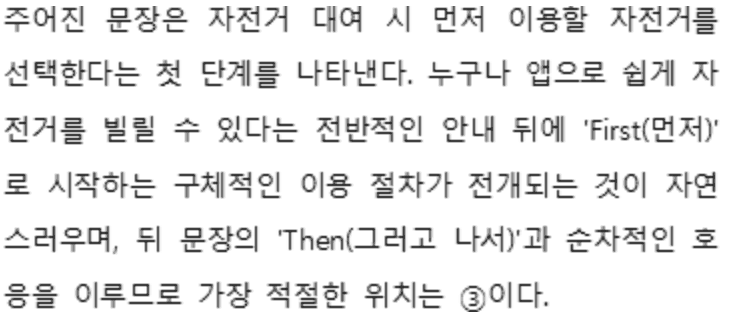 주어진 문장은 자전거 대여 시 먼저 이용할 자전거를
선택한다는 첫 단계를 나타낸다. 누구나 앱으로 쉽게 자
전거를 빌릴 수 있다는 전반적인 안내 뒤에 'First(먼저)'
로 시작하는 구체적인 이용 절차가 전개되는 것이 자연
스러우며, 뒤 문장의 'Then(그러고 나서)'과 순차적인 호
응을 이루므로 가장 적절한 위치는 ③이다.